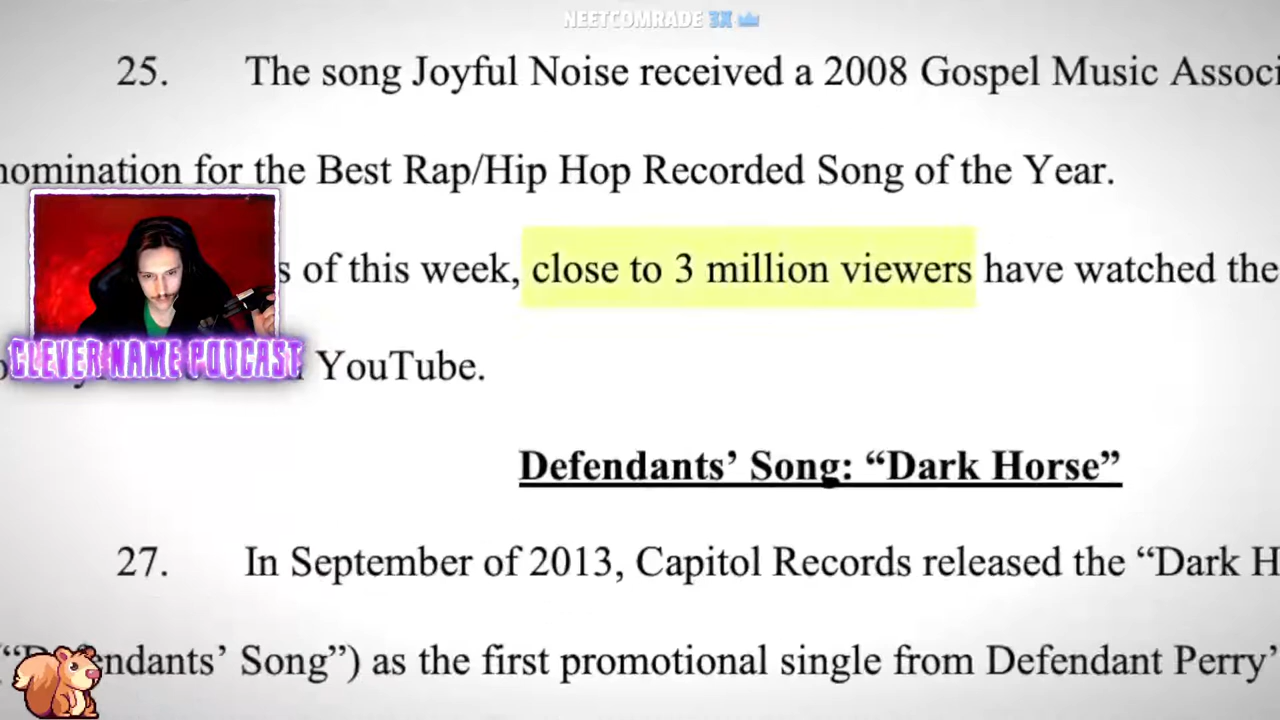 NEETCOMRADE 3X
25. The song Joyful Noise received a 2008 Gospel Music Associ
nomination for the Best Rap/Hip Hop Recorded Song of the Year.
s of this week, close to 3 million viewers have watched the
CLEVER NAME PODCAST
YouTube.
Defendants’ Song: “Dark Horse”
27. In September of 2013, Capitol Records released the “Dark H
(“Defendants’ Song”) as the first promotional single from Defendant Perry’